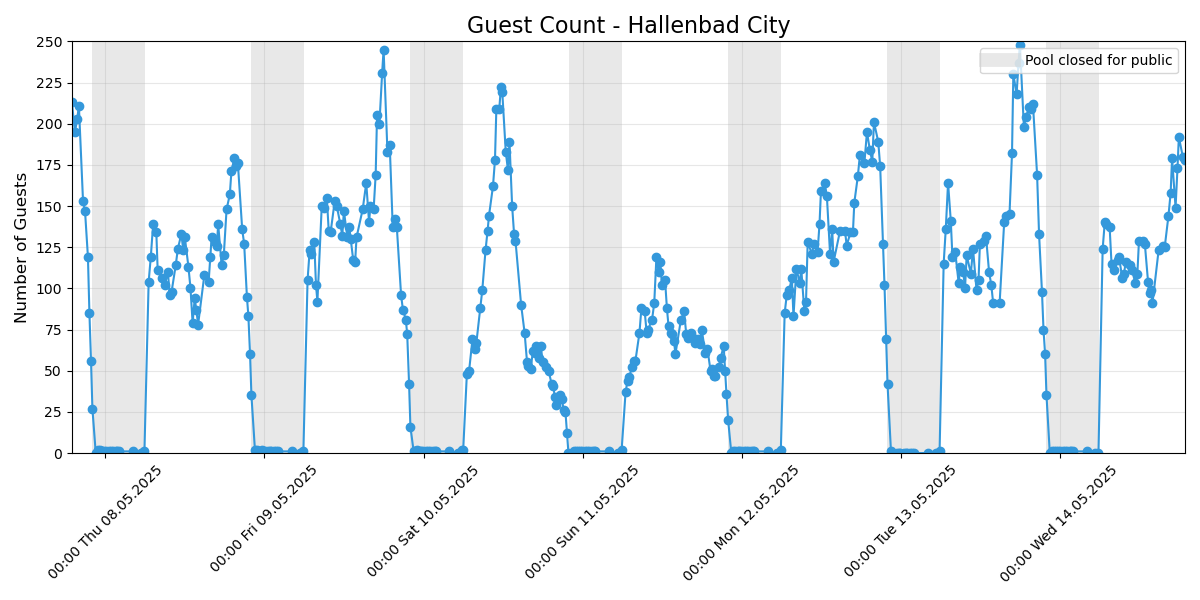 Guest Count - Hallenbad City
Pool closed for public
Number of Guests
250
225
200
175
150
125
100
75
50
25
0
00:00 Thu 08.05.2025
00:00 Fri 09.05.2025
00:00 Sat 10.05.2025
00:00 Sun 11.05.2025
00:00 Mon 12.05.2025
00:00 Tue 13.05.2025
00:00 Wed 14.05.2025